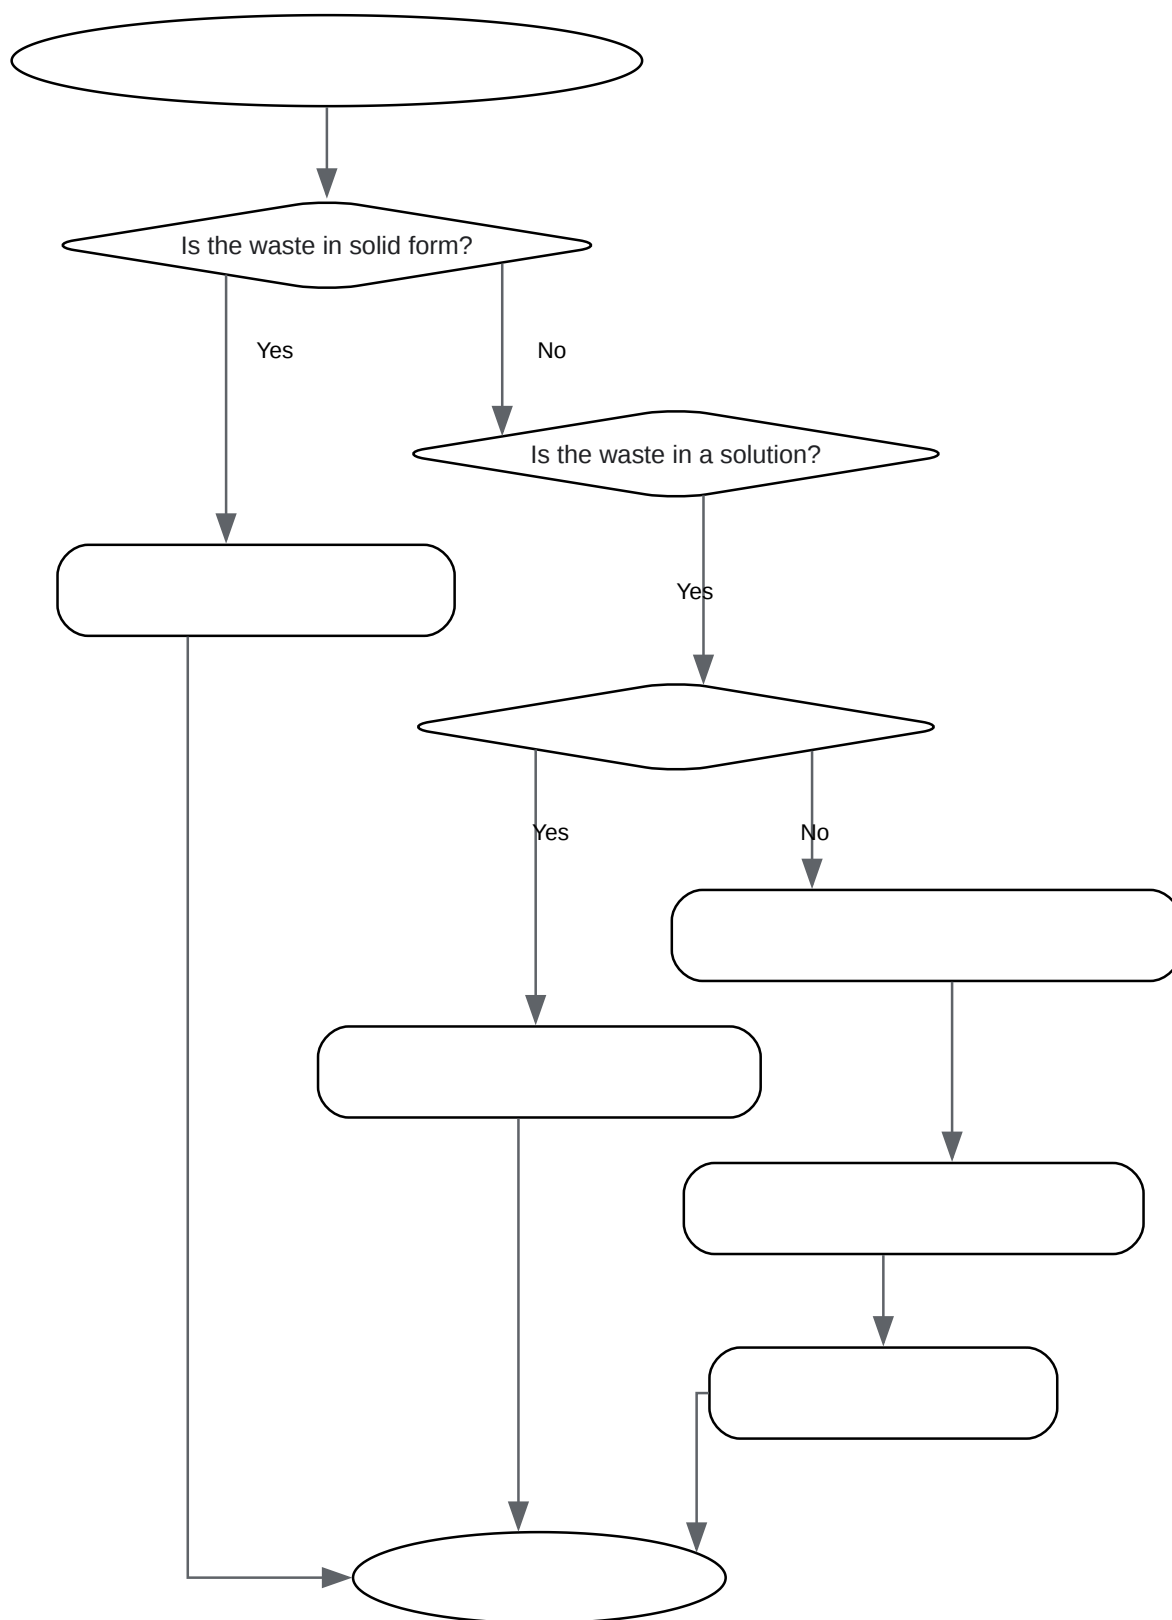 Is the waste in solid form?
Yes
No
Is the waste in a solution?
Yes
Yes
No